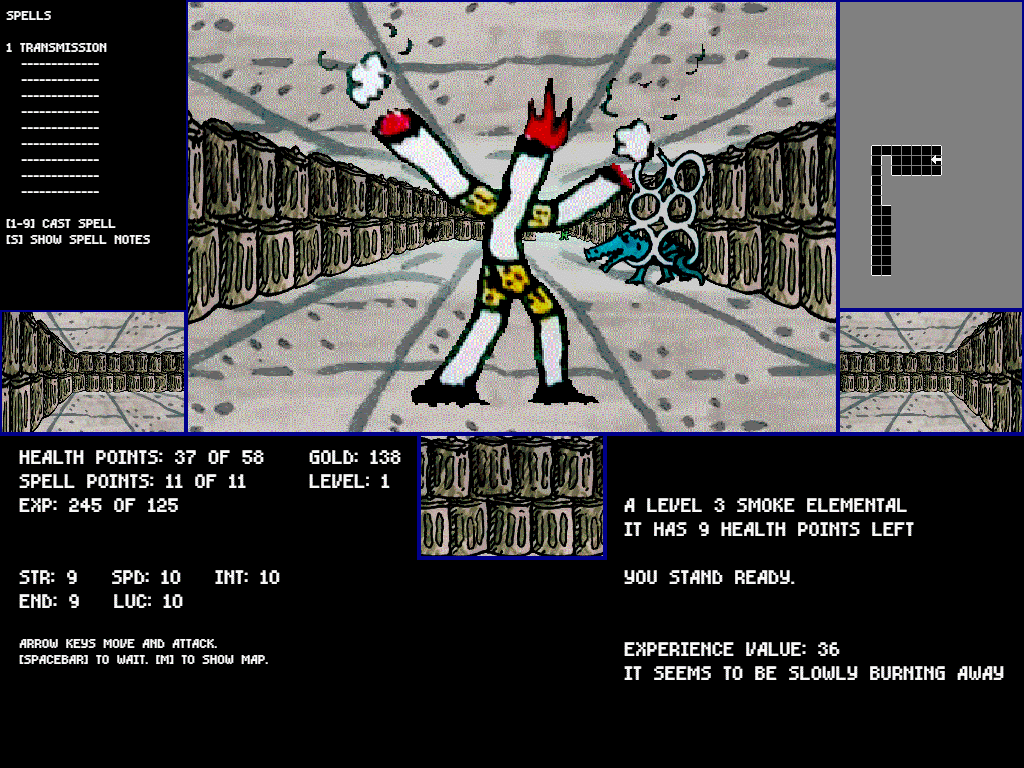 SPELLS
1 TRANSMISSION
-------------
-------------
-------------
-------------
-------------
-------------
-------------
-------------
-------------
[1-9] CAST SPELL
[S] SHOW SPELL NOTES
HEALTH POINTS: 37 OF 58 GOLD: 138
SPELL POINTS: 11 OF 11 LEVEL: 1
EXP: 245 OF 125
STR: 9 SPD: 10 INT: 10
END: 9 LUC: 10
ARROW KEYS MOVE AND ATTACK.
[SPACEBAR] TO WAIT. [M] TO SHOW MAP.
A LEVEL 3 SMOKE ELEMENTAL
IT HAS 9 HEALTH POINTS LEFT
YOU STAND READY.
EXPERIENCE VALUE: 36
IT SEEMS TO BE SLOWLY BURNING AWAY